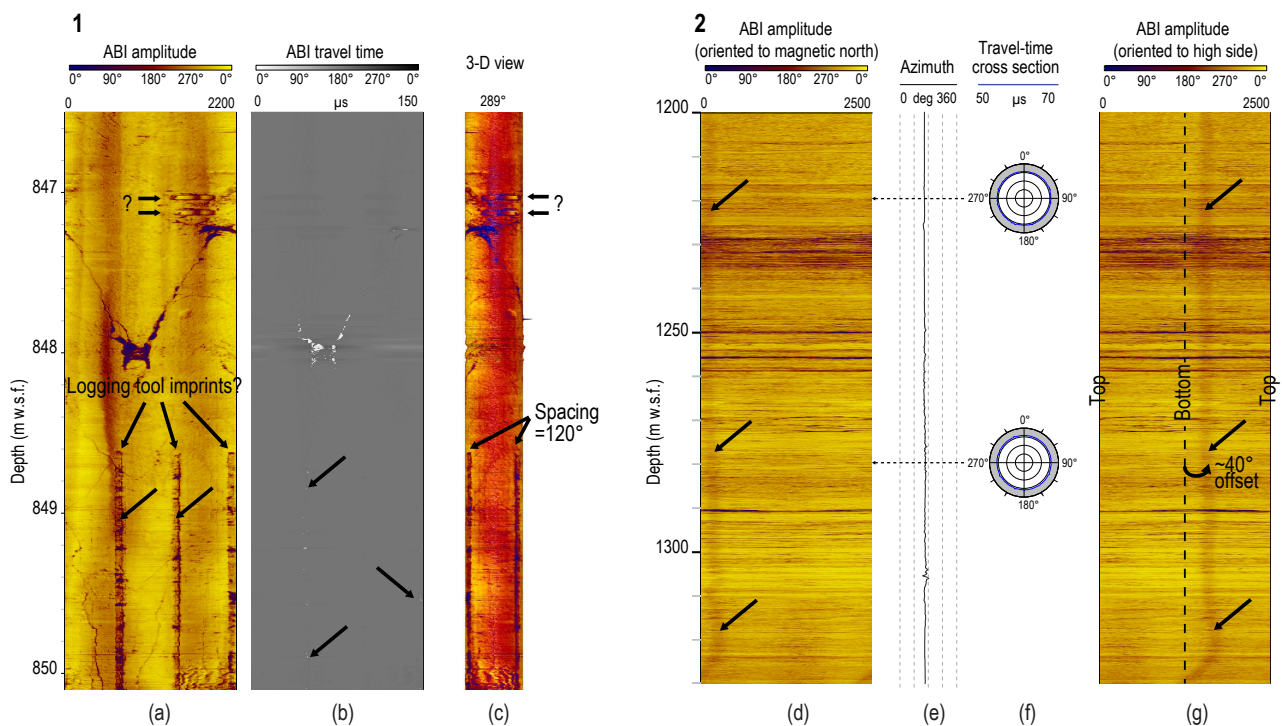 1
ABI amplitude
0° 90° 180° 270° 0°
0 2200
ABI travel time
0° 90° 180° 270° 0°
0 µs 150
3-D view
289°
Depth (m w.s.f.)
847
848
849
850
?
Logging tool imprints?
?
Spacing
=120°
(a)
(b)
(c)
2
ABI amplitude
(oriented to magnetic north)
0° 90° 180° 270° 0°
0 2500
Azimuth
0 deg 360
Travel-time
cross section
50 µs 70
ABI amplitude
(oriented to high side)
0° 90° 180° 270° 0°
0 2500
Depth (m w.s.f.)
1200
1250
1300
0°
270° 90°
180°
0°
270° 90°
180°
Top
Bottom
Top
~40°
offset
(d)
(e)
(f)
(g)